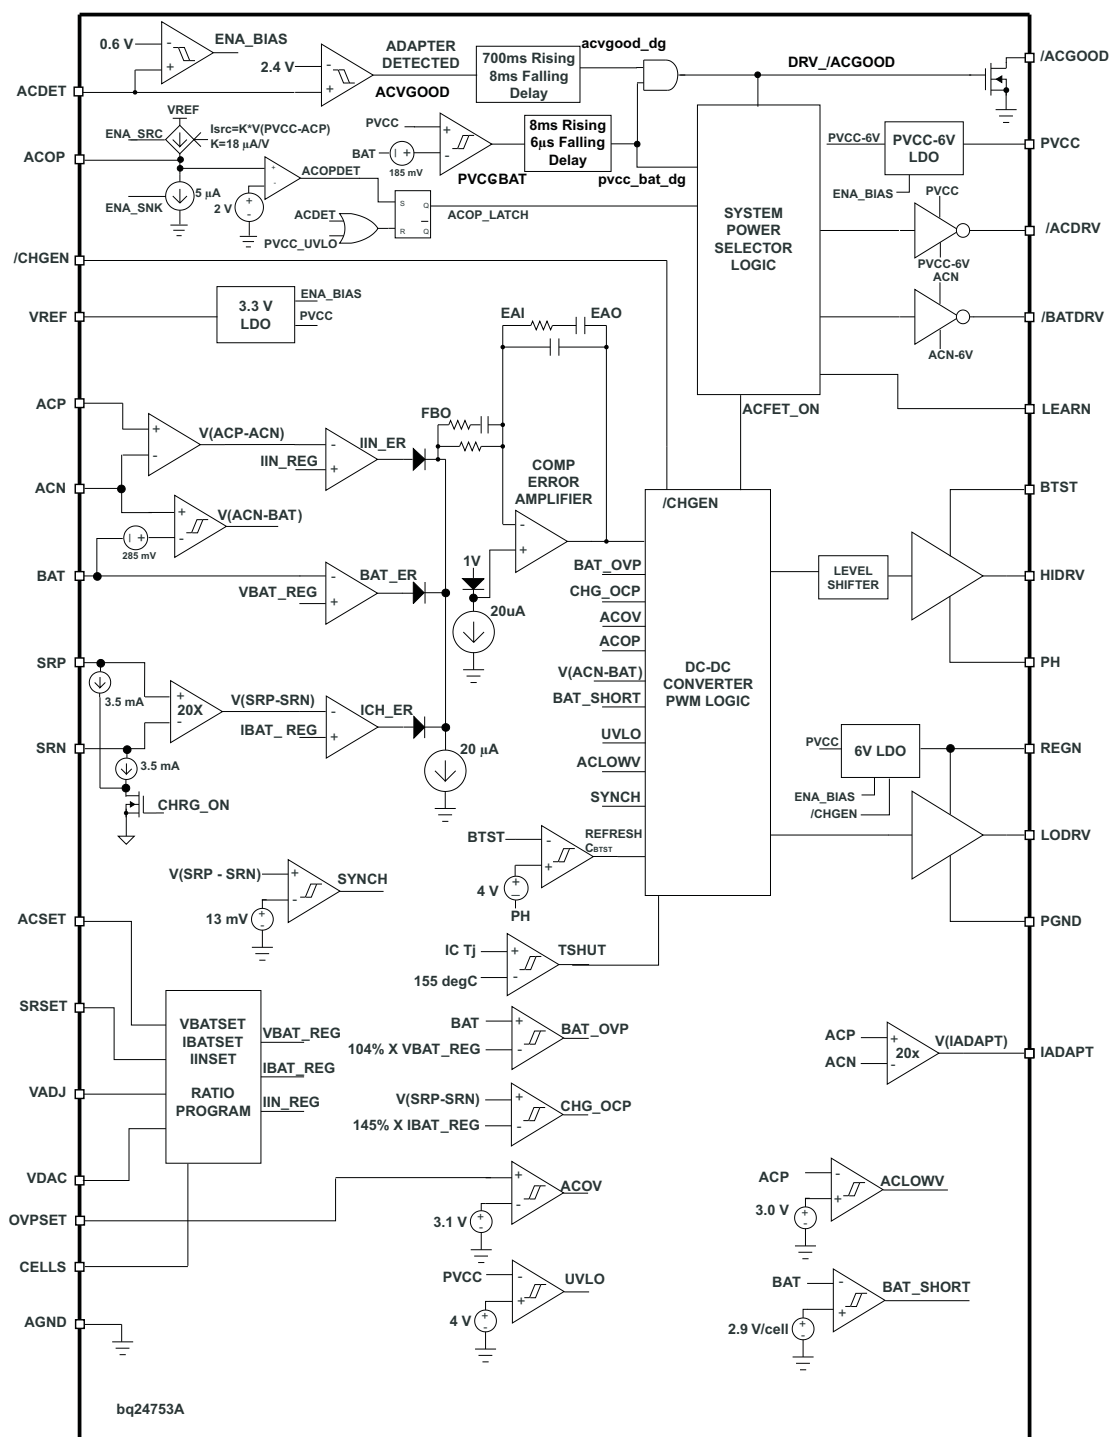 0.6 V
ENA_BIAS
2.4 V
ADAPTER
DETECTED
ACVGOOD
700ms Rising
8ms Falling
Delay
acvgood_dg
DRV_/ACGOOD
/ACGOOD
ACDET
VREF
ENA_SRC
Isrc=K*V(PVCC-ACP)
K=18 μA/V
ACOP
ENA_SNK
5 μA
2 V
+
-
ACOPDET
PVCC
BAT
185 mV
PVCGBAT
8ms Rising
6μs Falling
Delay
pvcc_bat_dg
ACDET
PVCC_UVLO
S
R
Q
Q
ACOP_LATCH
SYSTEM
POWER
SELECTOR
LOGIC
PVCC-6V
PVCC-6V
LDO
ENA_BIAS
PVCC
PVCC
PVCC-6V
/ACDRV
ACN
ACN-6V
/BATDRV
LEARN
ACFET_ON
/CHGEN
VREF
3.3 V
LDO
ENA_BIAS
PVCC
EAI
EAO
FBO
ACP
V(ACP-ACN)
IIN_REG
IIN_ER
ACN
V(ACN-BAT)
285 mV
BAT
VBAT_REG
BAT_ER
COMP
ERROR
AMPLIFIER
1V
20uA
SRP
3.5 mA
20X
V(SRP-SRN)
IBAT_ REG
ICH_ER
SRN
3.5 mA
CHRG_ON
20 μA
/CHGEN
BAT_OVP
CHG_OCP
ACOV
ACOP
V(ACN-BAT)
BAT_SHORT
UVLO
ACLOWV
SYNCH
DC-DC
CONVERTER
PWM LOGIC
LEVEL
SHIFTER
BTST
HIDRV
PH
PVCC
6V LDO
ENA_BIAS
/CHGEN
REGN
LODRV
PGND
BTST
4 V
PH
REFRESH
CBTST
V(SRP - SRN)
13 mV
SYNCH
IC Tj
155 degC
TSHUT
ACSET
SRSET
VADJ
VDAC
OVPSET
CELLS
AGND
VBATSET
IBATSET
IINSET
RATIO
PROGRAM
VBAT_REG
IBAT_REG
IIN_REG
BAT
104% X VBAT_REG
BAT_OVP
V(SRP-SRN)
145% X IBAT_REG
CHG_OCP
3.1 V
ACOV
PVCC
4 V
UVLO
ACP
ACN
20x
V(IADAPT)
IADAPT
ACP
3.0 V
ACLOWV
BAT
2.9 V/cell
BAT_SHORT
bq24753A